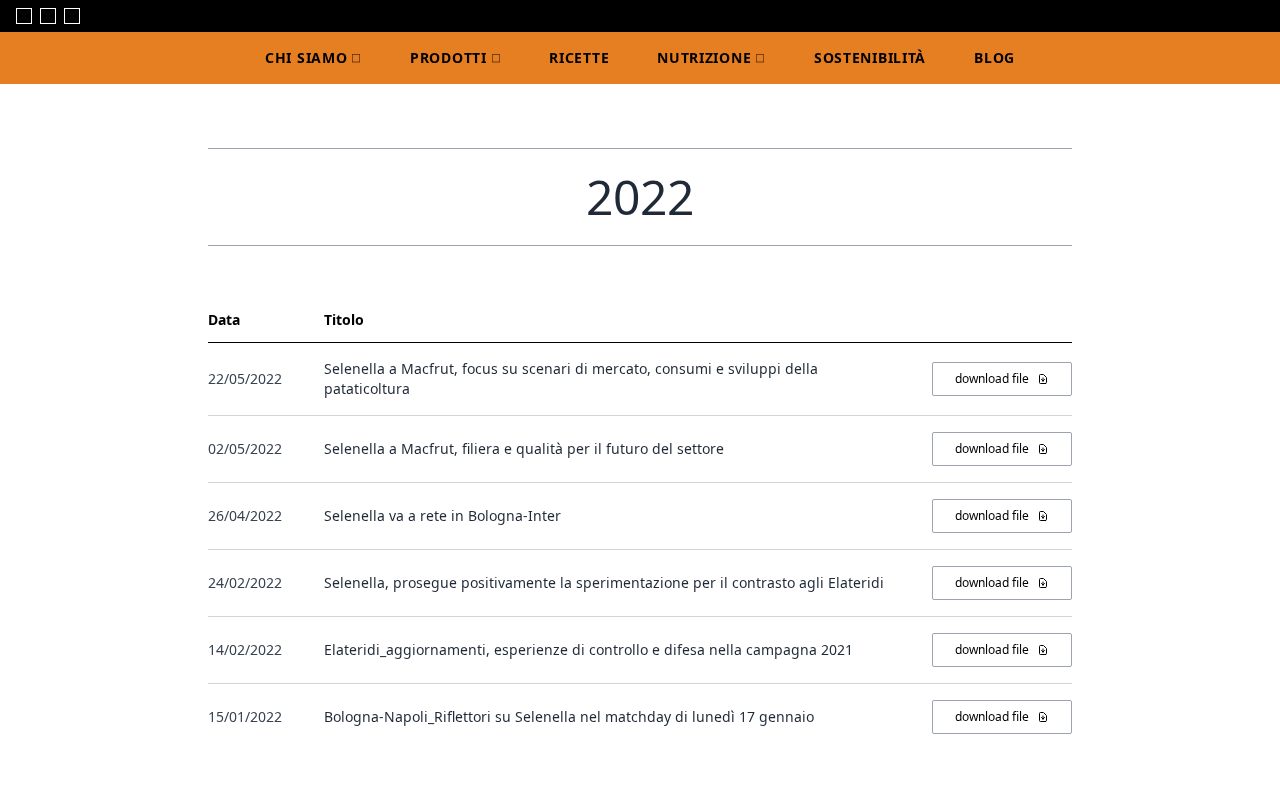 CHI SIAMO PRODOTTI RICETTE NUTRIZIONE SOSTENIBILITÀ BLOG
2022
Data Titolo
22/05/2022 Selenella a Macfrut, focus su scenari di mercato, consumi e sviluppi della
pataticoltura download file
02/05/2022 Selenella a Macfrut, filiera e qualità per il futuro del settore download file
26/04/2022 Selenella va a rete in Bologna-Inter download file
24/02/2022 Selenella, prosegue positivamente la sperimentazione per il contrasto agli Elateridi download file
14/02/2022 Elateridi_aggiornamenti, esperienze di controllo e difesa nella campagna 2021 download file
15/01/2022 Bologna-Napoli_Riflettori su Selenella nel matchday di lunedì 17 gennaio download file